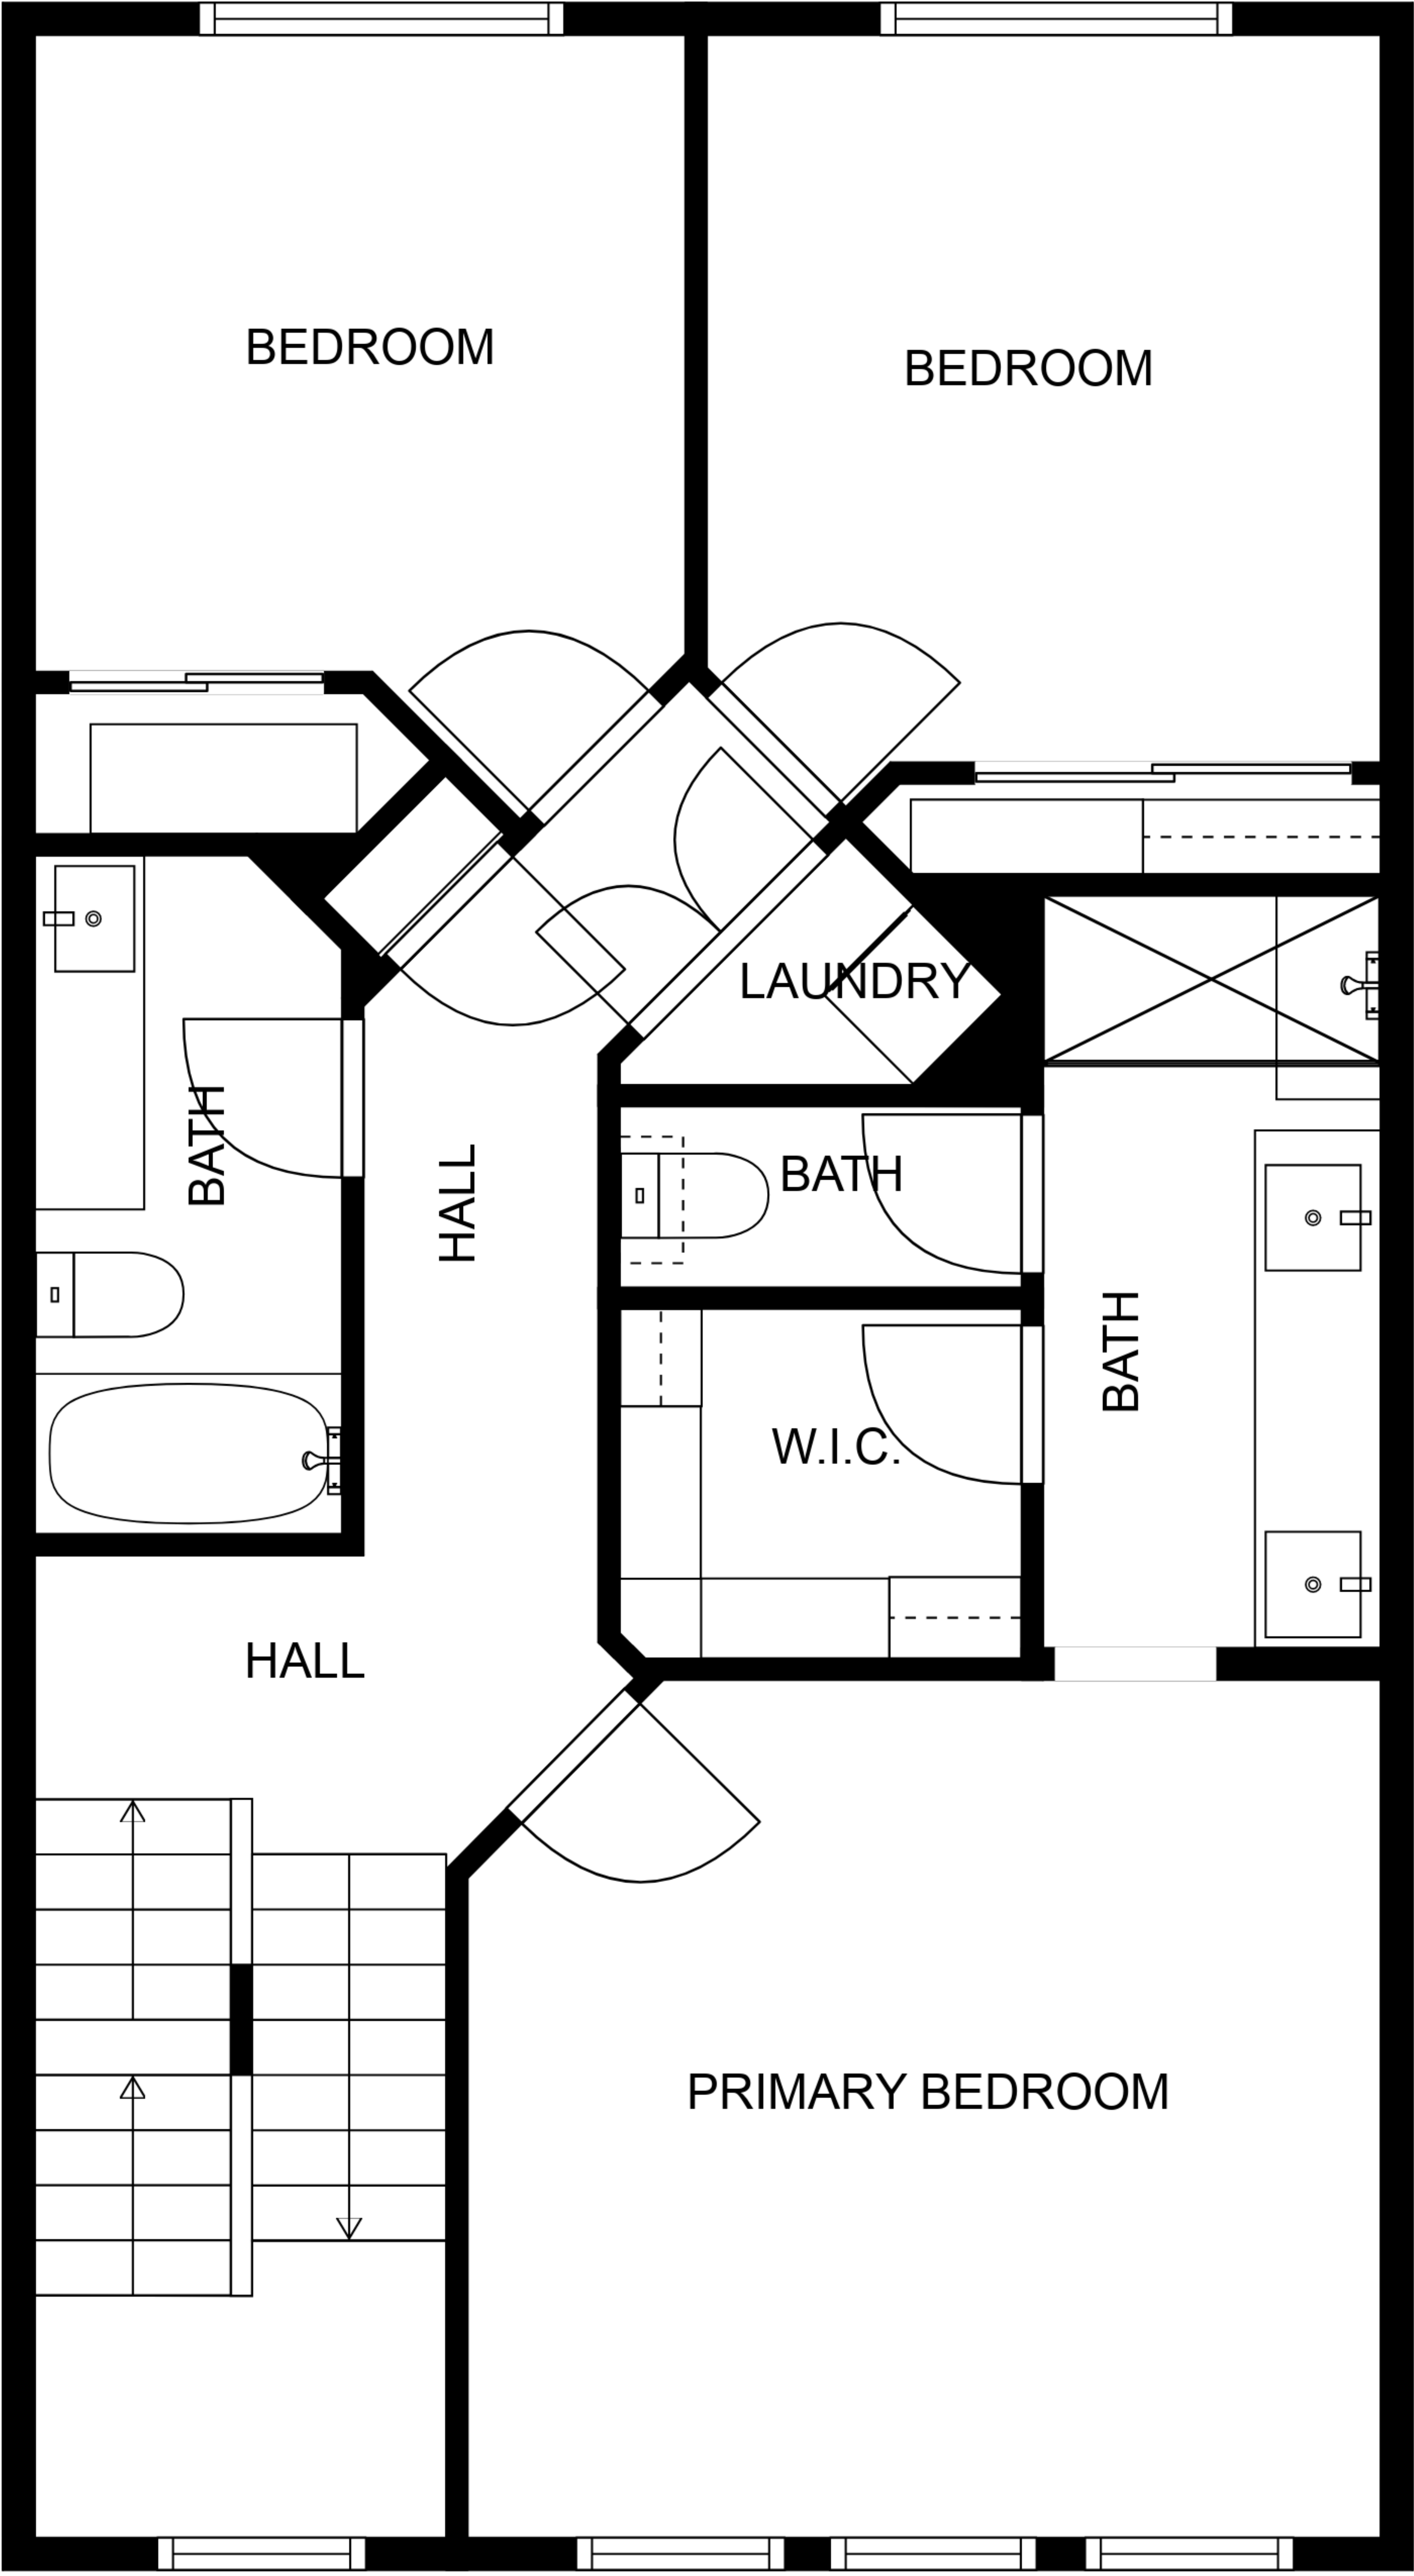 BEDROOM
BEDROOM
LAUNDRY
BATH
BATH
HALL
BATH
W.I.C.
HALL
PRIMARY BEDROOM